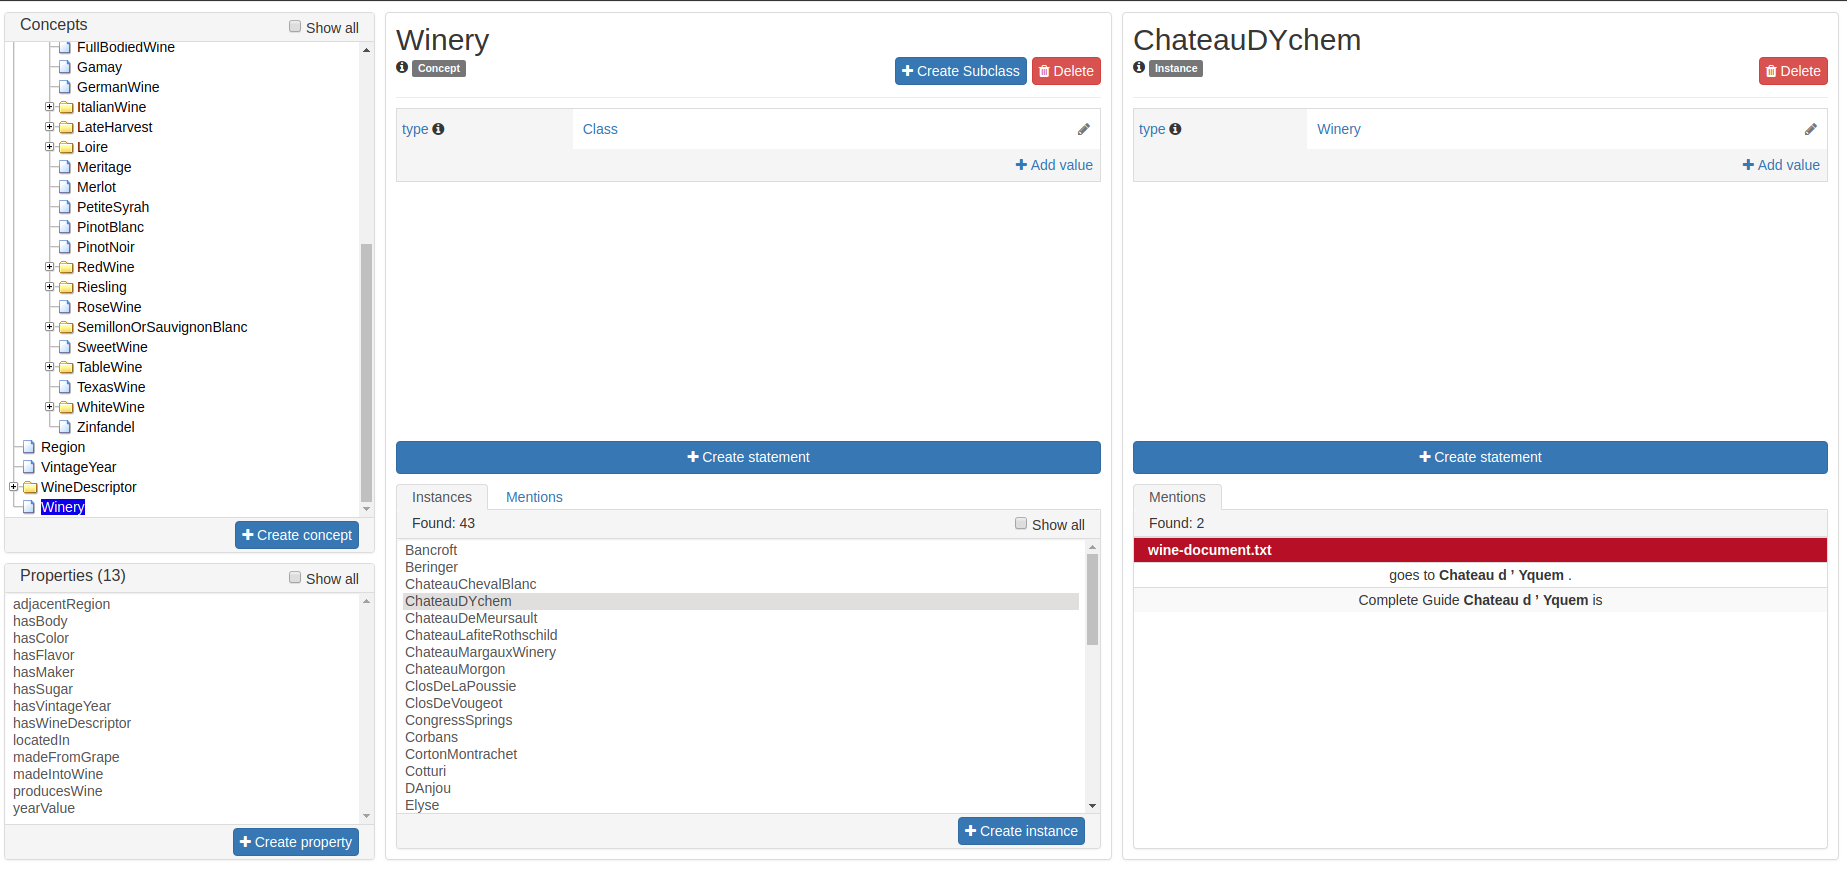 Concepts
Show all
FullBodiedWine
Gamay
GermanWine
ItalianWine
LateHarvest
Loire
Meritage
Merlot
PetiteSyrah
PinotBlanc
PinotNoir
RedWine
Riesling
RoseWine
SemillonOrSauvignonBlanc
SweetWine
TableWine
TexasWine
WhiteWine
Zinfandel
Region
VintageYear
WineDescriptor
Winery
Create concept
Properties (13)
Show all
adjacentRegion
hasBody
hasColor
hasFlavor
hasMaker
hasSugar
hasVintageYear
hasWineDescriptor
locatedIn
madeFromGrape
madeIntoWine
producesWine
yearValue
Create property
Winery
Concept
Create Subclass
Delete
type
Class
Add value
Create statement
Instances
Mentions
Found: 43
Show all
Bancroft
Beringer
ChateauChevalBlanc
ChateauDYchem
ChateauDeMeursault
ChateauLafiteRothschild
ChateauMargauxWinery
ChateauMorgon
ClosDeLaPoussie
ClosDeVougeot
CongressSprings
Corbans
CortonMontrachet
Cotturi
DAnjou
Elyse
Create instance
ChateauDYchem
Instance
Delete
type
Winery
Add value
Create statement
Mentions
Found: 2
wine-document.txt
goes to Chateau d ' Yquem .
Complete Guide Chateau d ' Yquem is